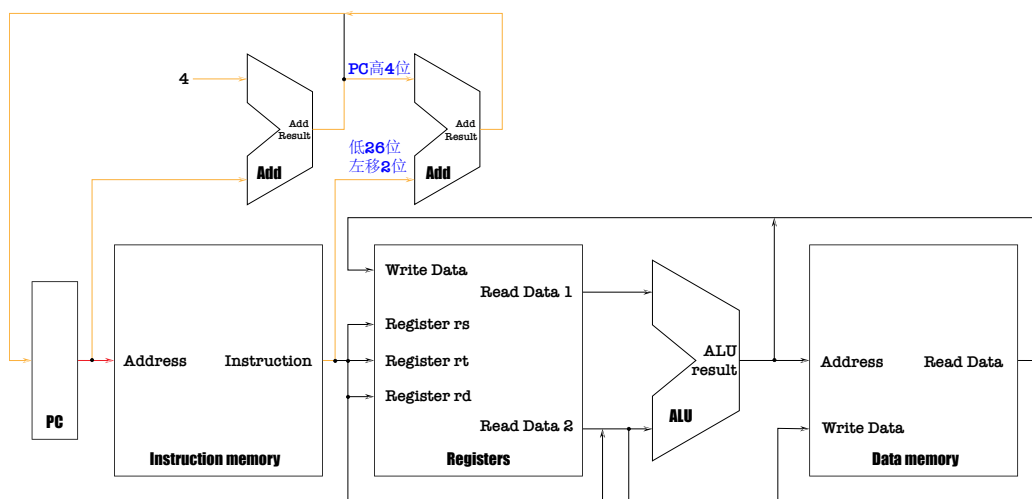 4
Add
Result
Add
PC高4位
低26位
左移2位
Add
Result
Add
PC
Address
Instruction
Instruction memory
Write Data
Read Data 1
Register rs
Register rt
Register rd
Read Data 2
Registers
ALU
result
ALU
Address
Read Data
Write Data
Data memory